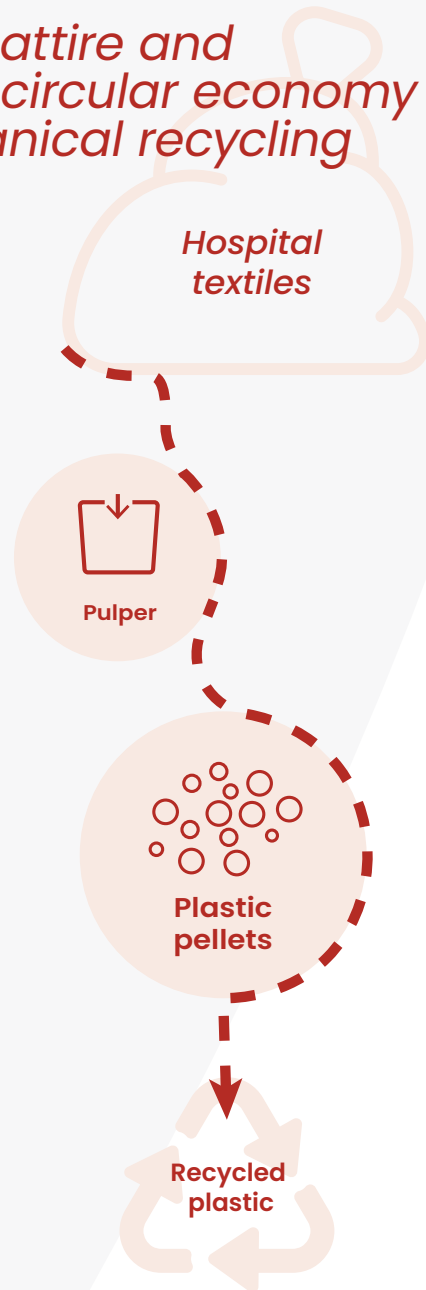 attire and
circular economy
anical recycling
Hospital
textiles
Pulper
Plastic
pellets
Recycled
plastic